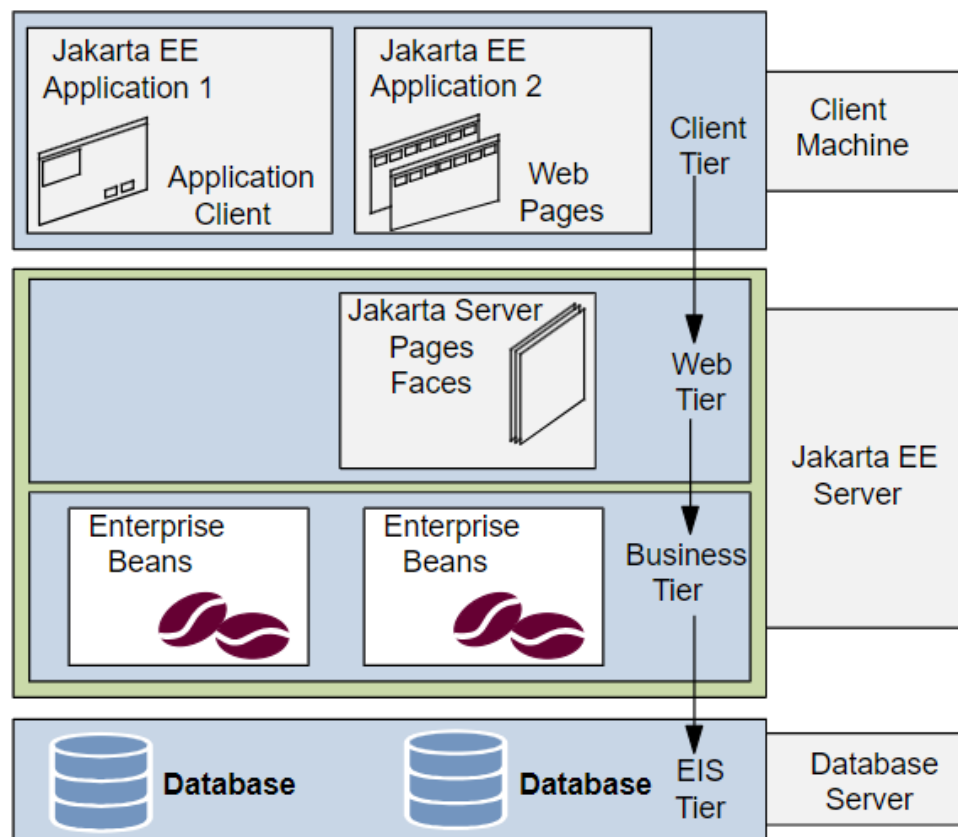 Jakarta EE
Application 1
Application
Client
Jakarta EE
Application 2
Web
Pages
Client
Tier
Client
Machine
Jakarta Server
Pages
Faces
Web
Tier
Jakarta EE
Server
Enterprise
Beans
Enterprise
Beans
Business
Tier
Database
Database
EIS
Tier
Database
Server